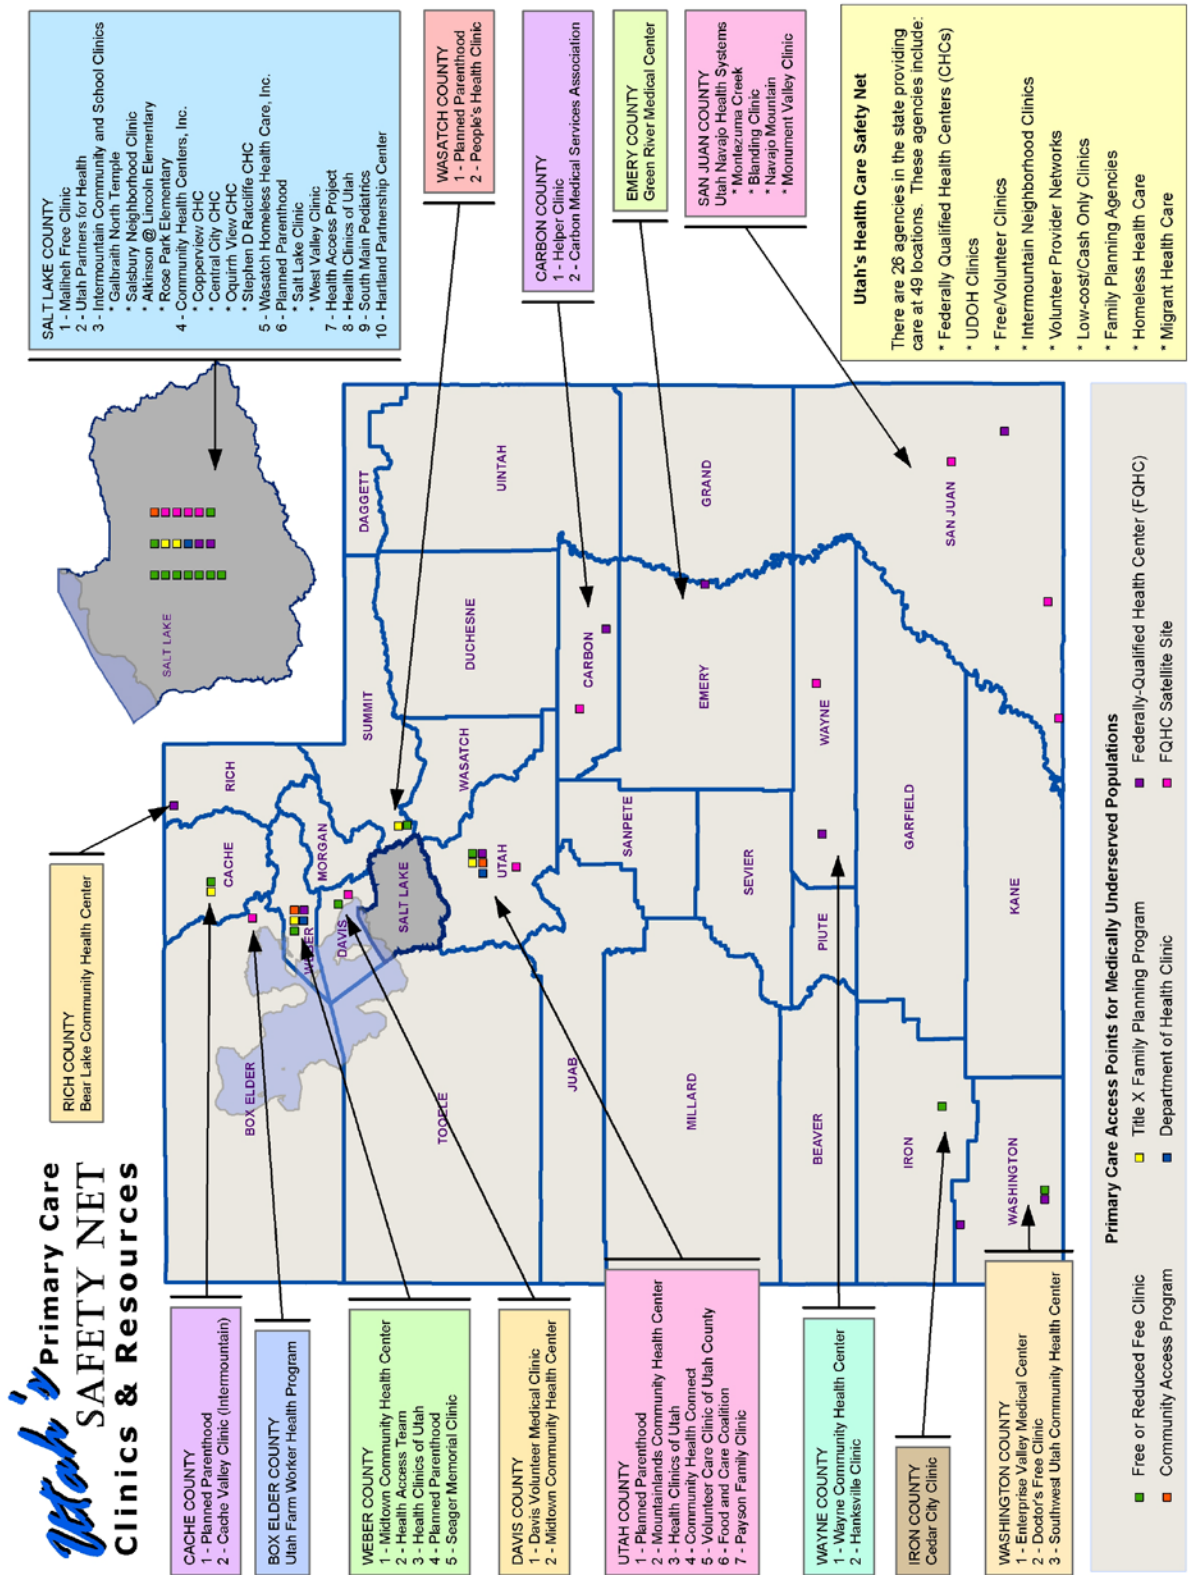 Utah's Primary Care
SAFETY NET
Clinics & Resources
RICH COUNTY
Bear Lake Community Health Center
SALT LAKE COUNTY
1 - Maliheh Free Clinic
2 - Utah Partners for Health
3 - Intermountain Community and School Clinics
* Galbraith North Temple
* Salsbury Neighborhood Clinic
* Atkinson @ Lincoln Elementary
* Rose Park Elementary
4 - Community Health Centers, Inc.
* Copperview CHC
* Central City CHC
* Oquirrh View CHC
* Stephen D Ratcliffe CHC
5 - Wasatch Homeless Health Care, Inc.
6 - Planned Parenthood
* Salt Lake Clinic
* West Valley Clinic
7 - Health Access Project
8 - Health Clinics of Utah
9 - South Main Pediatrics
10 - Hartland Partnership Center
CACHE COUNTY
1 - Planned Parenthood
2 - Cache Valley Clinic (Intermountain)
BOX ELDER COUNTY
Utah Farm Worker Health Program
WEBER COUNTY
1 - Midtown Community Health Center
2 - Health Access Team
3 - Health Clinics of Utah
4 - Planned Parenthood
5 - Seager Memorial Clinic
DAVIS COUNTY
1 - Davis Volunteer Medical Clinic
2 - Midtown Community Health Center
UTAH COUNTY
1 - Planned Parenthood
2 - Mountainlands Community Health Center
3 - Health Clinics of Utah
4 - Community Health Connect
5 - Volunteer Care Clinic of Utah County
6 - Food and Care Coalition
7 - Payson Family Clinic
WAYNE COUNTY
1 - Wayne Community Health Center
2 - Hanksville Clinic
IRON COUNTY
Cedar City Clinic
WASHINGTON COUNTY
1 - Enterprise Valley Medical Center
2 - Doctor's Free Clinic
3 - Southwest Utah Community Health Center
SALT LAKE
RICH
CACHE
BOX ELDER
MORGAN
WEBER
DAVIS
SUMMIT
DAGGETT
SALT LAKE
TOOELE
WASATCH
DUCHESNE
UINTAH
UTAH
JUAB
CARBON
SANPETE
MILLARD
EMERY
GRAND
SEVIER
BEAVER
PIUTE
WAYNE
IRON
GARFIELD
SAN JUAN
WASHINGTON
KANE
WASATCH COUNTY
1 - Planned Parenthood
2 - People's Health Clinic
CARBON COUNTY
1 - Helper Clinic
2 - Carbon Medical Services Association
EMERY COUNTY
Green River Medical Center
SAN JUAN COUNTY
Utah Navajo Health Systems
* Montezuma Creek
* Blanding Clinic
* Navajo Mountain
* Monument Valley Clinic
Utah's Health Care Safety Net
There are 26 agencies in the state providing
care at 49 locations. These agencies include:
* Federally Qualified Health Centers (CHCs)
* UDOH Clinics
* Free/Volunteer Clinics
* Intermountain Neighborhood Clinics
* Volunteer Provider Networks
* Low-cost/Cash Only Clinics
* Family Planning Agencies
* Homeless Health Care
* Migrant Health Care
Primary Care Access Points for Medically Underserved Populations
Free or Reduced Fee Clinic
Title X Family Planning Program
Federally-Qualified Health Center (FQHC)
Community Access Program
Department of Health Clinic
FQHC Satellite Site